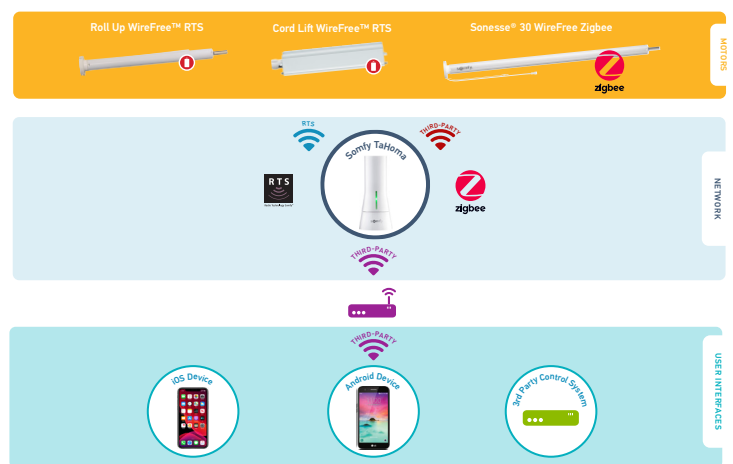 Roll Up WireFree™ RTS
Cord Lift WireFree™ RTS
Sonesse® 30 WireFree Zigbee
MOTORS
somfy
zigbee
RTS
THIRD-PARTY
Somfy TaHoma
RTS
zigbee
NETWORK
THIRD-PARTY
THIRD-PARTY
iOS Device
Android Device
3rd Party Control System
USER INTERFACES